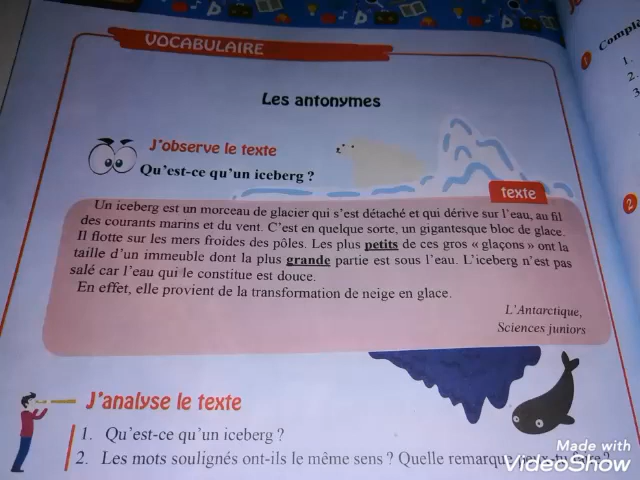 VOCABULAIRE
Les antonymes
J'observe le texte
Qu'est-ce qu'un iceberg ?
texte
Un iceberg est un morceau de glacier qui s'est détaché et qui dérive sur l'eau, au fil
des courants marins et du vent. C'est en quelque sorte, un gigantesque bloc de glace.
Il flotte sur les mers froides des pôles. Les plus petits de ces gros « glaçons » ont la
taille d'un immeuble dont la plus grande partie est sous l'eau. L'iceberg n'est pas
salé car l'eau qui le constitue est douce.
En effet, elle provient de la transformation de neige en glace.
L'Antarctique,
Sciences juniors
J'analyse le texte
1. Qu'est-ce qu'un iceberg ?
2. Les mots soulignés ont-ils le même sens ? Quelle remarque
Made with
VideoShow
1
1.
2.
3
2